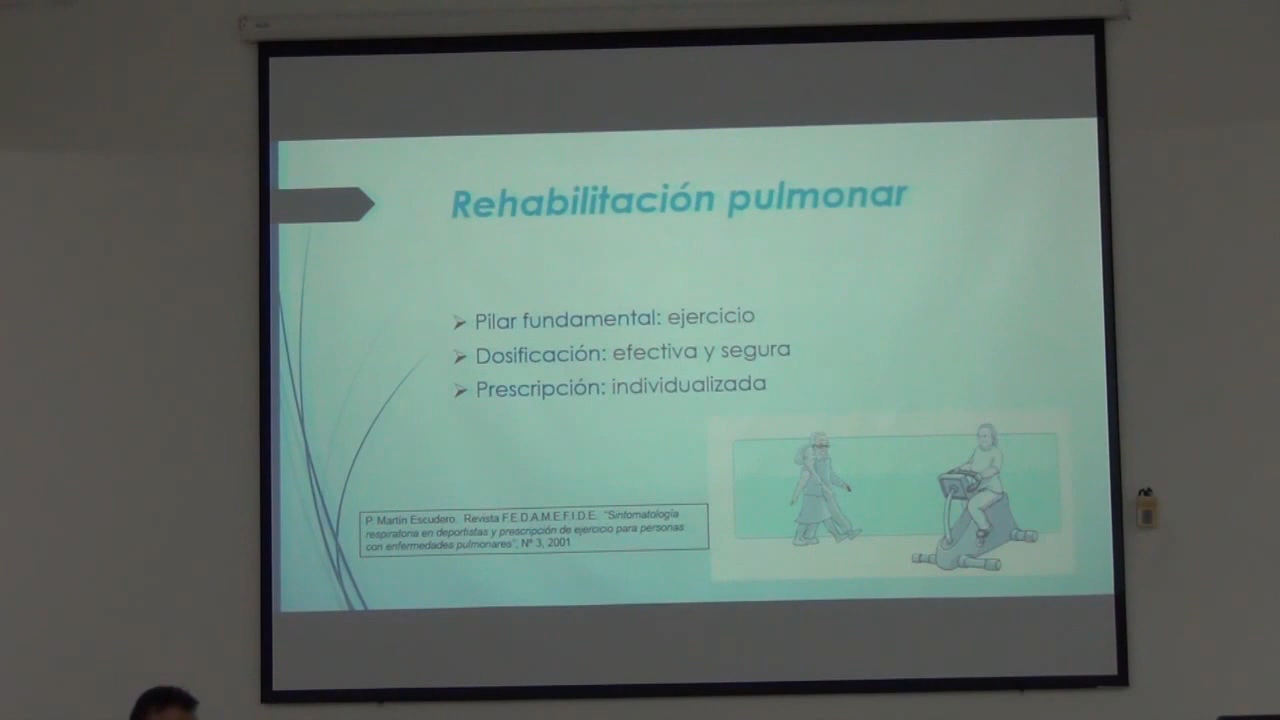 Rehabilitación pulmonar
➢ Pilar fundamental: ejercicio
➢ Dosificación: efectiva y segura
➢ Prescripción: individualizada
P. Martín Escudero. Revista F.E.D.A.M.E.F.I.D.E. "Sintomatología
respiratoria en deportistas y prescripción de ejercicio para personas
con enfermedades pulmonares", Nº 3, 2001